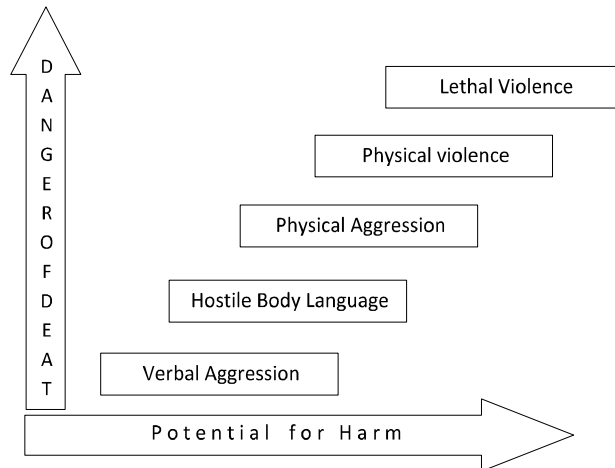 DANGEROFDEAT
Lethal Violence
Physical violence
Physical Aggression
Hostile Body Language
Verbal Aggression
Potential for Harm